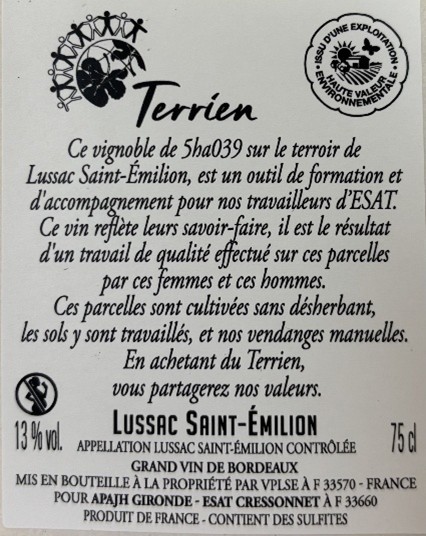 Terrien
ISSU D'UNE EXPLOITATION
HAUTE VALEUR
ENVIRONNEMENTALE
Ce vignoble de 5ha039 sur le terroir de
Lussac Saint-Émilion, est un outil de formation et
d'accompagnement pour nos travailleurs d'ESAT.
Ce vin reflète leurs savoir-faire, il est le résultat
d'un travail de qualité effectué sur ces parcelles
par ces femmes et ces hommes.
Ces parcelles sont cultivées sans désherbant,
les sols y sont travaillés, et nos vendanges manuelles.
En achetant du Terrien,
vous partagerez nos valeurs.
LUSSAC SAINT-ÉMILION
13 % vol.
APPELLATION LUSSAC SAINT-ÉMILION CONTRÔLÉE
75 cl
GRAND VIN DE BORDEAUX
MIS EN BOUTEILLE À LA PROPRIÉTÉ PAR VPLSE À F 33570 - FRANCE
POUR APAJH GIRONDE - ESAT CRESSONNET À F 33660
PRODUIT DE FRANCE - CONTIENT DES SULFITES